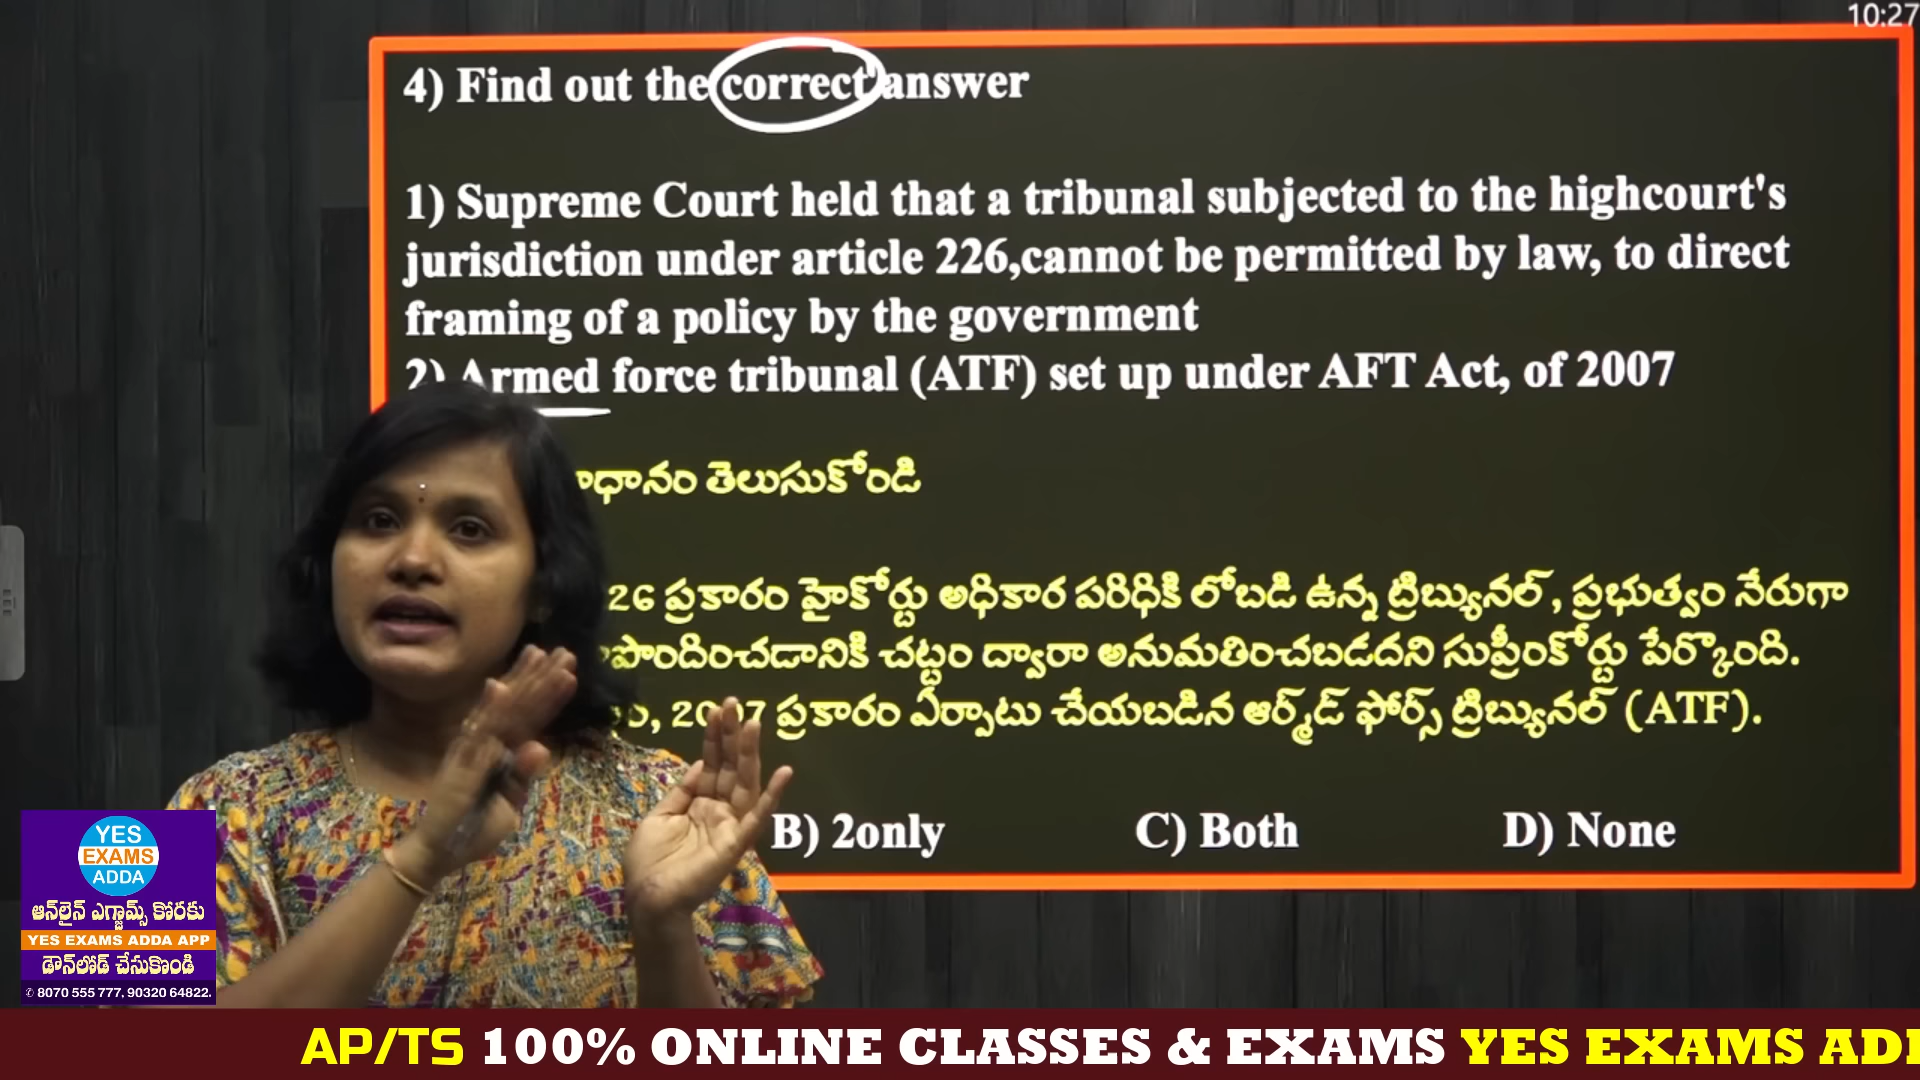 10:27
4) Find out the correct answer
1) Supreme Court held that a tribunal subjected to the highcourt's
jurisdiction under article 226,cannot be permitted by law, to direct
framing of a policy by the government
2) Armed force tribunal (ATF) set up under AFT Act, of 2007
తెలుసుకోండి
26 ప్రకారం హైకోర్టు అధికార పరిధికి లోబడి ఉన్న ట్రిబ్యునల్, ప్రభుత్వం నేరుగా
చట్టం ద్వారా అనుమతించబడదని సుప్రీంకోర్టు పేర్కొంది.
2007 ప్రకారం ఏర్పాటు చేయబడిన ఆర్మ్‌డ్ ఫోర్స్ ట్రిబ్యునల్ (ATF).
B) 2only C) Both D) None
YES
EXAMS
ADDA
ఆన్‌లైన్ ఎగ్జామ్స్ కొరకు
YES EXAMS ADDA APP
డౌన్‌లోడ్ చేసుకొండి
✆ 8070 555 777, 90320 64822.
AP/TS 100% ONLINE CLASSES & EXAMS YES EXAMS